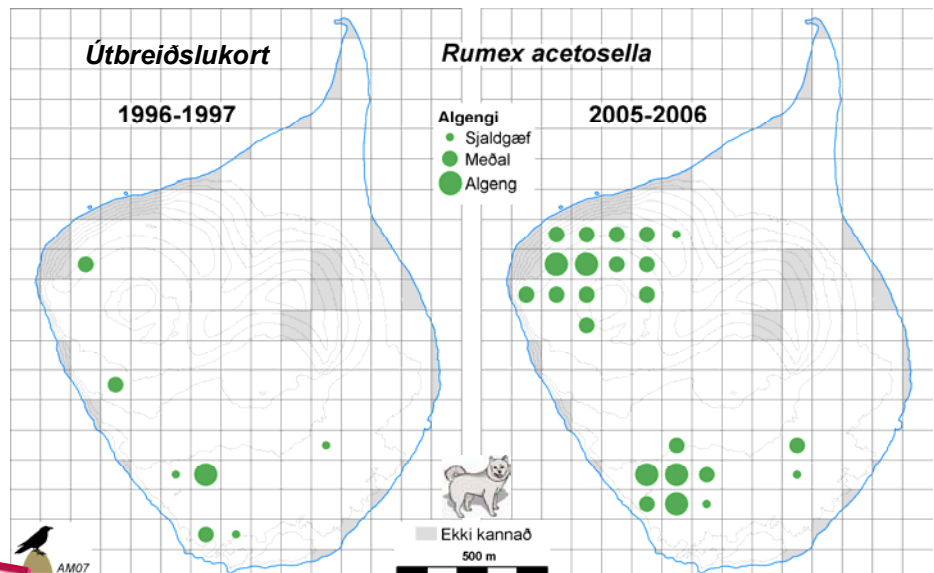 Útbreiðslukort
Rumex acetosella
1996-1997
2005-2006
Algengi
Sjaldgæf
Meðal
Algeng
Ekki kannað
500 m
AM07